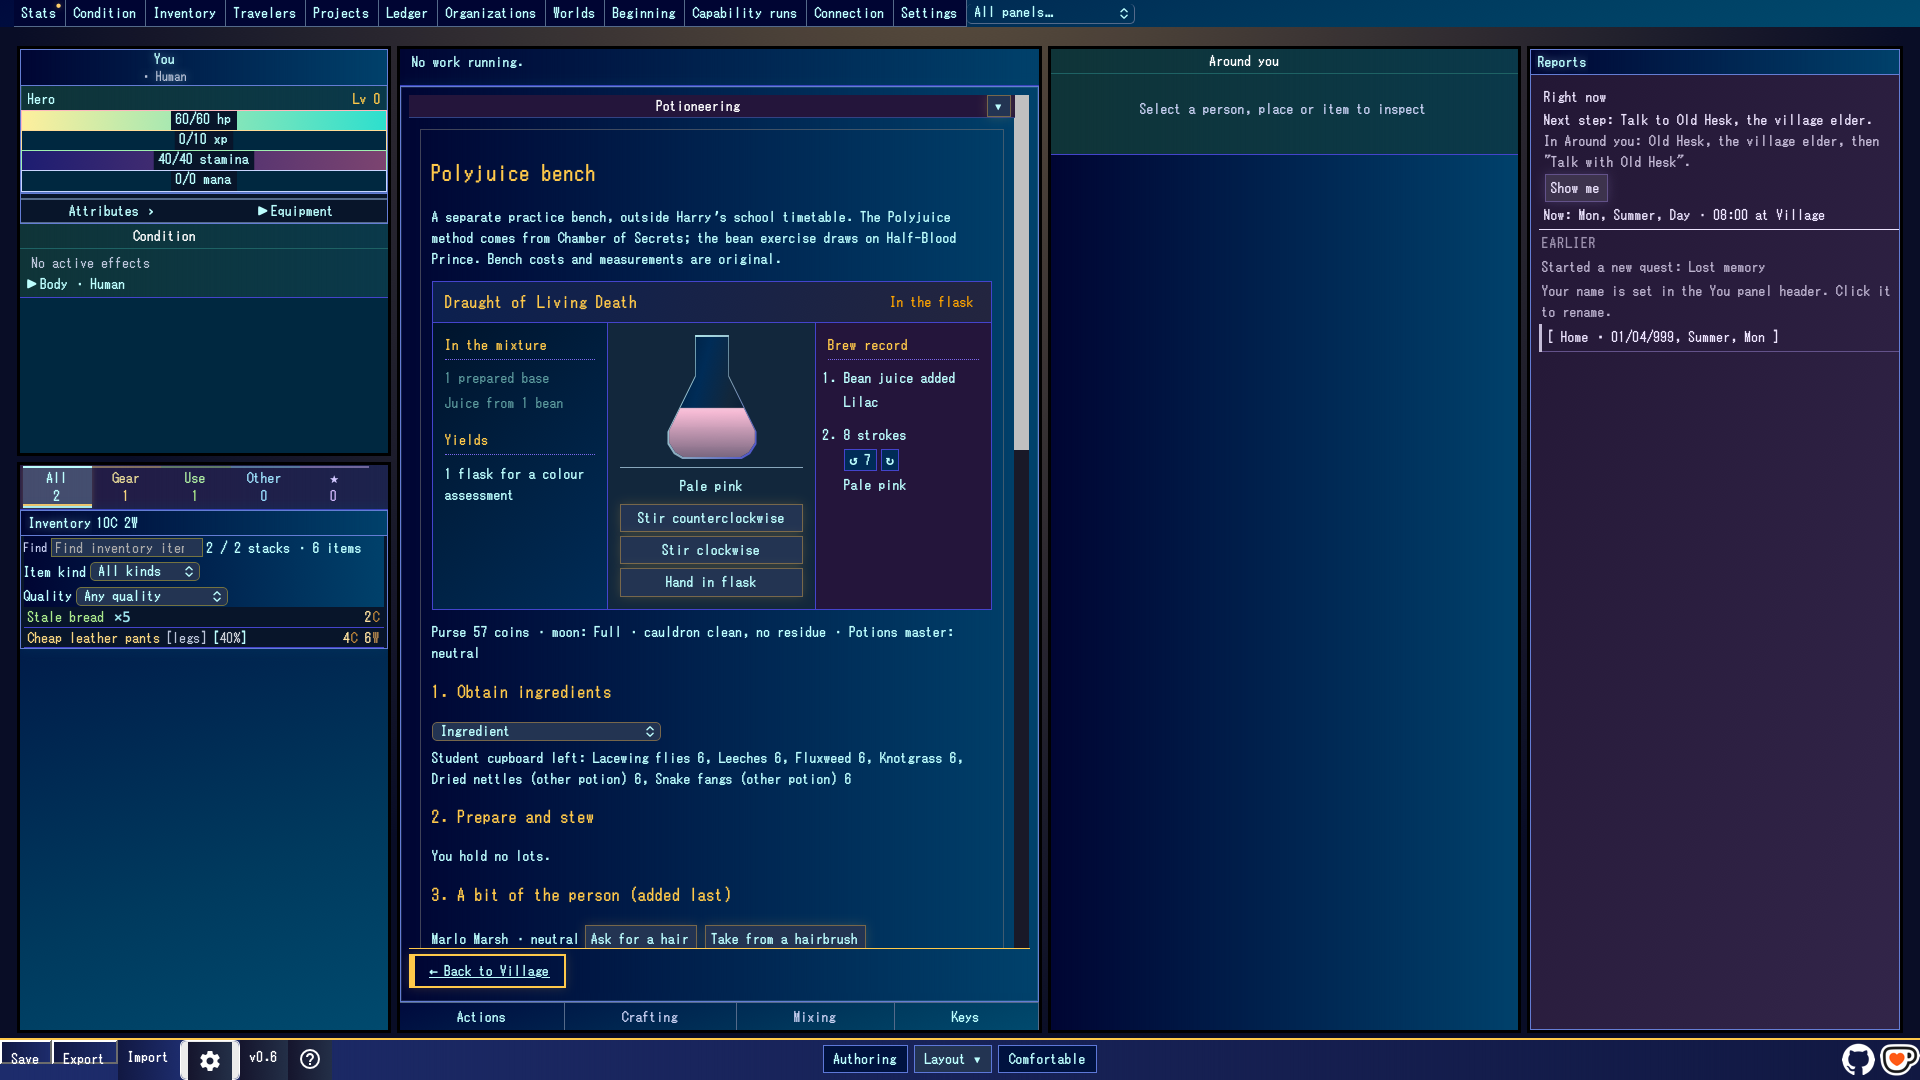 Stats Condition Inventory Travelers Projects Ledger Organizations Worlds Beginning Capability runs Connection Settings All panels…
You
· Human
Hero Lv 0
60/60 hp
0/10 xp
40/40 stamina
0/0 mana
Attributes › ▶Equipment
Condition
No active effects
▶Body · Human
All Gear Use Other ★
2 1 1 0 0
Inventory 10C 2W
Find Find inventory iter 2 / 2 stacks · 6 items
Item kind All kinds
Quality Any quality
Stale bread ×5 2C
Cheap leather pants [legs] [40%] 4C 6W
No work running.
Potioneering ▼
Polyjuice bench
A separate practice bench, outside Harry's school timetable. The Polyjuice
method comes from Chamber of Secrets; the bean exercise draws on Half-Blood
Prince. Bench costs and measurements are original.
Draught of Living Death In the flask
In the mixture
1 prepared base
Juice from 1 bean
Yields
1 flask for a colour
assessment
Pale pink
Stir counterclockwise
Stir clockwise
Hand in flask
Brew record
1. Bean juice added
Lilac
2. 8 strokes
↺ 7 ↻
Pale pink
Purse 57 coins · moon: Full · cauldron clean, no residue · Potions master:
neutral
1. Obtain ingredients
Ingredient
Student cupboard left: Lacewing flies 6, Leeches 6, Fluxweed 6, Knotgrass 6,
Dried nettles (other potion) 6, Snake fangs (other potion) 6
2. Prepare and stew
You hold no lots.
3. A bit of the person (added last)
Marlo Marsh · neutral Ask for a hair Take from a hairbrush
← Back to Village
Actions Crafting Mixing Keys
Around you
Select a person, place or item to inspect
Reports
Right now
Next step: Talk to Old Hesk, the village elder.
In Around you: Old Hesk, the village elder, then
"Talk with Old Hesk".
Show me
Now: Mon, Summer, Day · 08:00 at Village
EARLIER
Started a new quest: Lost memory
Your name is set in the You panel header. Click it
to rename.
[ Home · 01/04/999, Summer, Mon ]
Save Export Import v0.6 Authoring Layout ▾ Comfortable